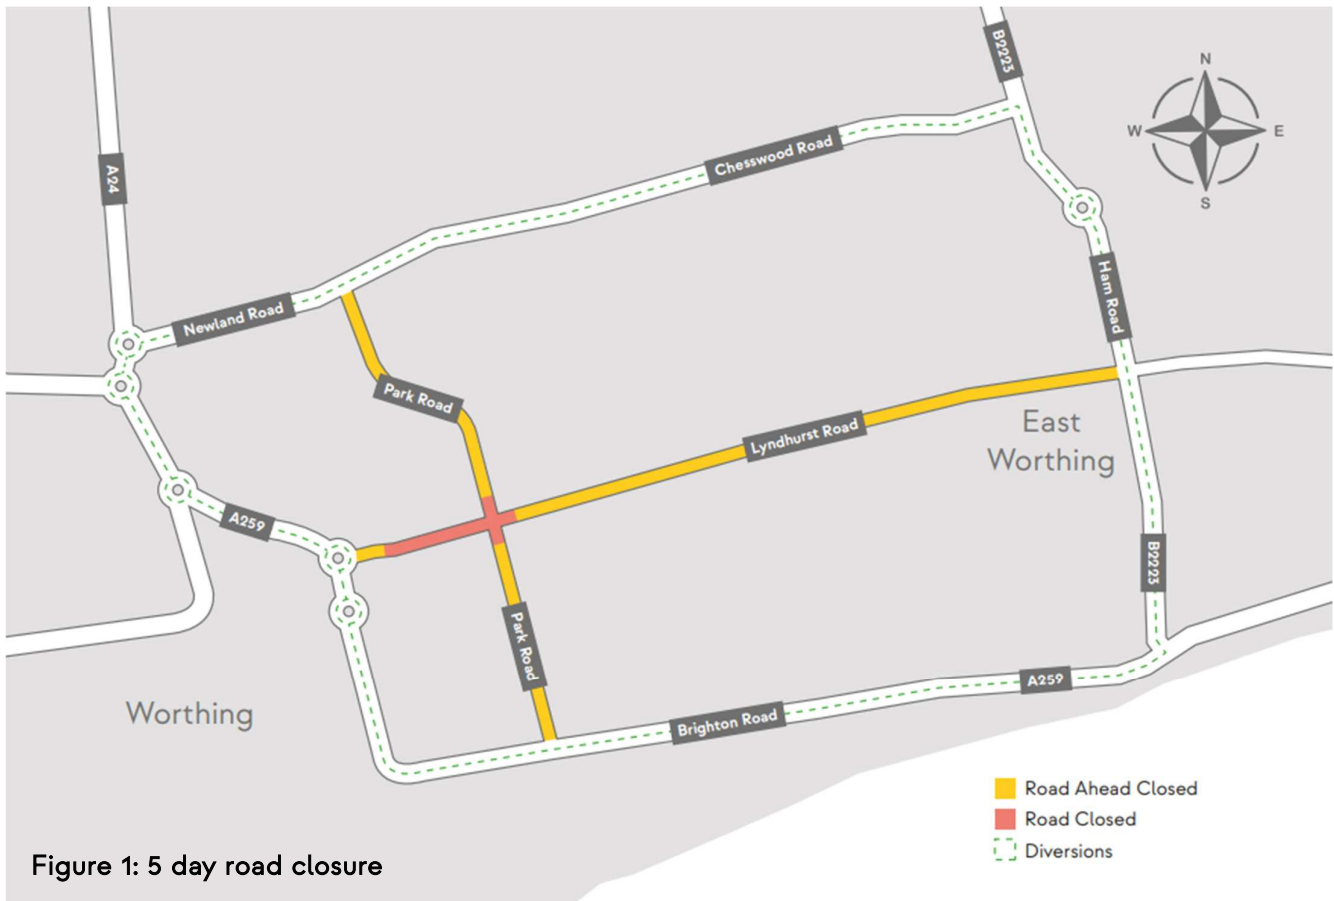 B2223
N
W
E
S
A24
Chesswood Road
Ham Road
Newland Road
Park Road
Lyndhurst Road
East
Worthing
A259
B2223
Park Road
A259
Worthing
Brighton Road
Road Ahead Closed
Road Closed
Diversions
Figure 1: 5 day road closure